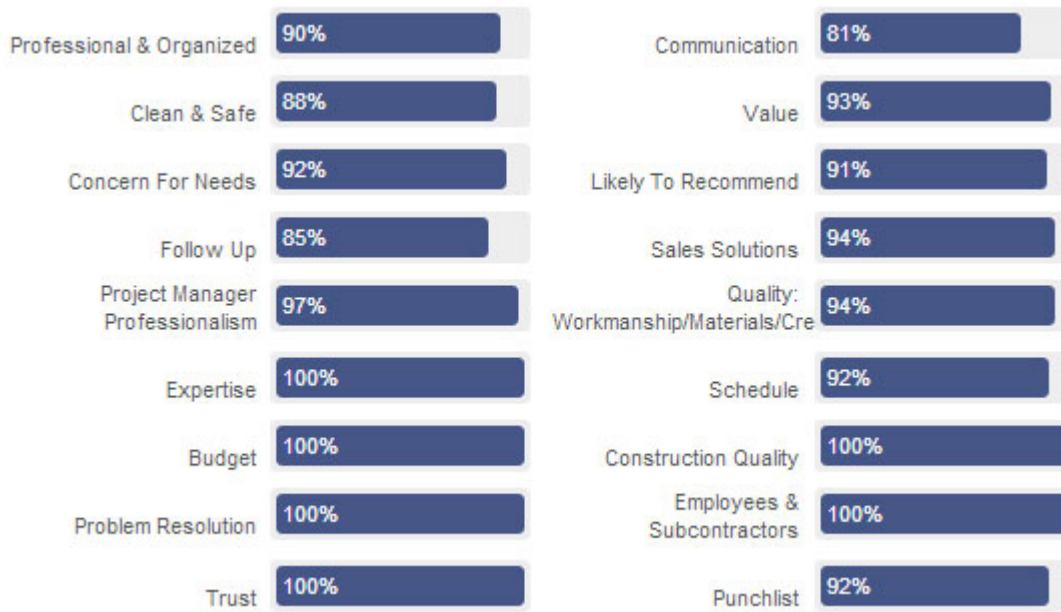 Professional & Organized 90%
Clean & Safe 88%
Concern For Needs 92%
Follow Up 85%
Project Manager
Professionalism 97%
Expertise 100%
Budget 100%
Problem Resolution 100%
Trust 100%
Communication 81%
Value 93%
Likely To Recommend 91%
Sales Solutions 94%
Quality:
Workmanship/Materials/Cre 94%
Schedule 92%
Construction Quality 100%
Employees &
Subcontractors 100%
Punchlist 92%